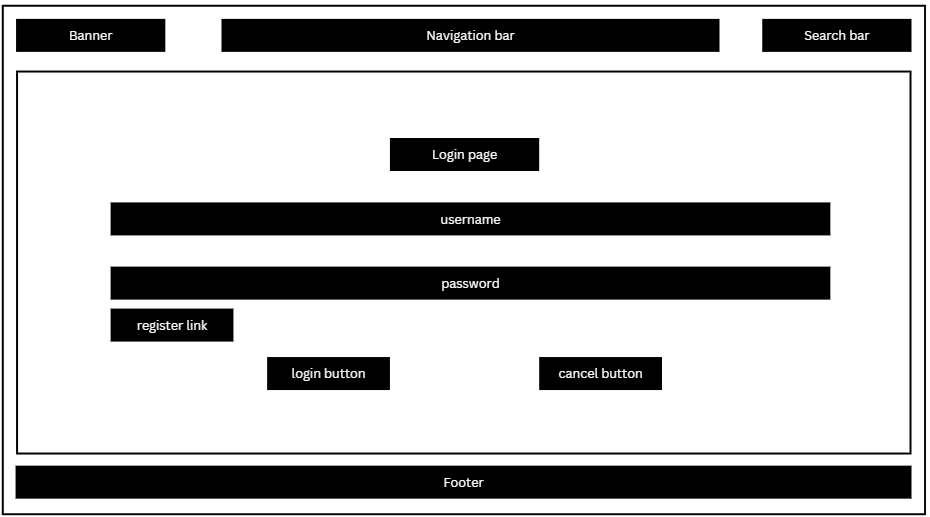 Banner
Navigation bar
Search bar
Login page
username
password
register link
login button
cancel button
Footer